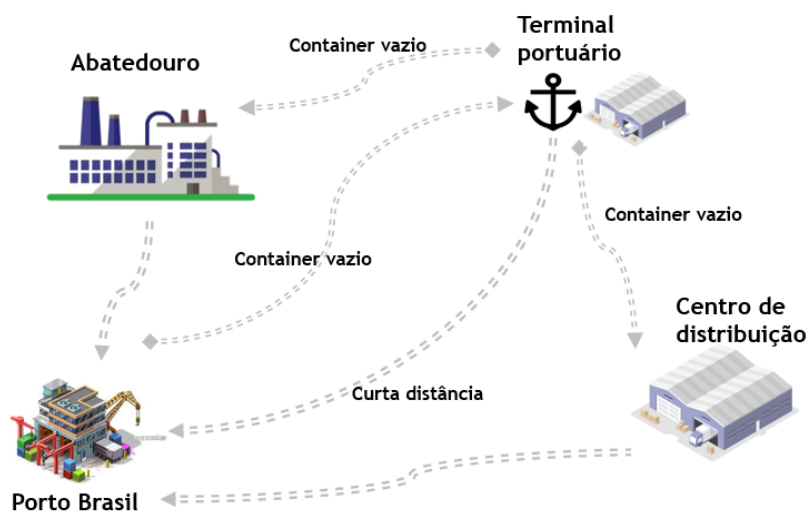 Terminal
portuário
Container vazio
Abatedouro
Container vazio
Container vazio
Centro de
distribuição
Curta distância
Porto Brasil